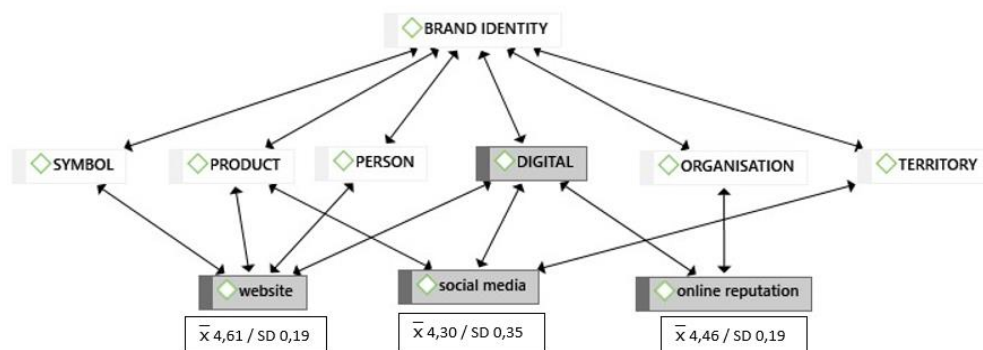 BRAND IDENTITY
SYMBOL
PRODUCT
PERSON
DIGITAL
ORGANISATION
TERRITORY
website
social media
online reputation
x̅ 4,61 / SD 0,19
x̅ 4,30 / SD 0,35
x̅ 4,46 / SD 0,19